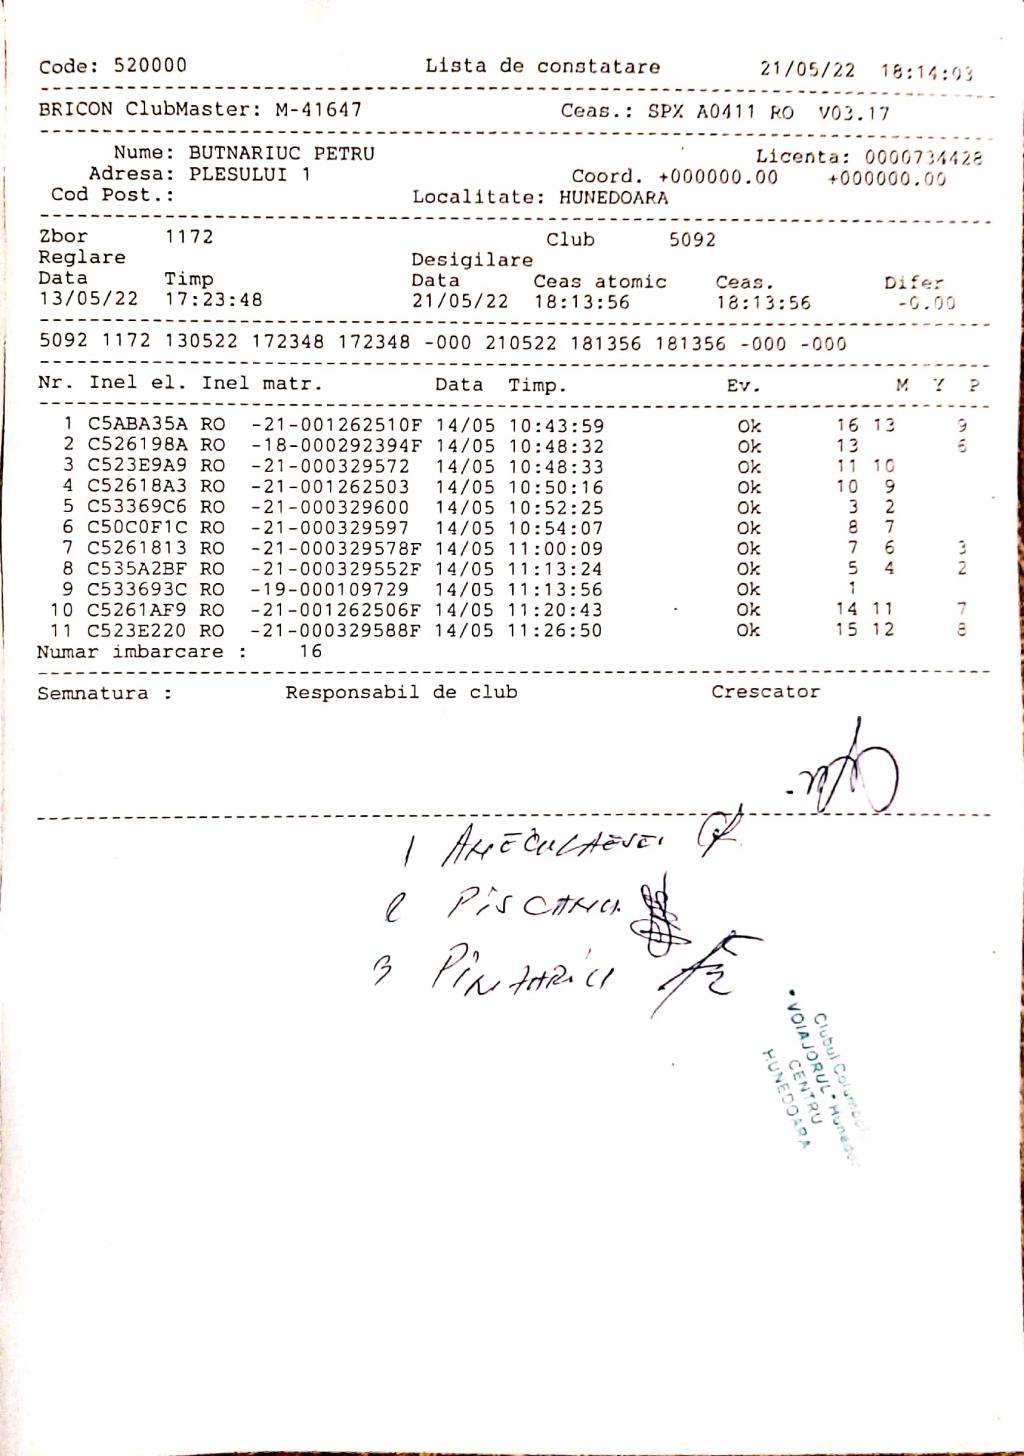 Code: 520000 Lista de constatare 21/05/22 18:14:03
BRICON ClubMaster: M-41647 Ceas.: SPX A0411 RO V03.17
Nume: BUTNARIUC PETRU Licenta: 0000734428
Adresa: PLESULUI 1 Coord. +000000.00 +000000.00
Cod Post.: Localitate: HUNEDOARA
Zbor 1172 Club 5092
Reglare Desigilare
Data Timp Data Ceas atomic Ceas. Difer
13/05/22 17:23:48 21/05/22 18:13:56 18:13:56 -0.00
5092 1172 130522 172348 172348 -000 210522 181356 181356 -000 -000
Nr. Inel el. Inel matr. Data Timp. Ev. M Y P
1 C5ABA35A RO -21-001262510F 14/05 10:43:59 Ok 16 13 9
2 C526198A RO -18-000292394F 14/05 10:48:32 Ok 13 6
3 C523E9A9 RO -21-000329572 14/05 10:48:33 Ok 11 10
4 C52618A3 RO -21-001262503 14/05 10:50:16 Ok 10 9
5 C53369C6 RO -21-000329600 14/05 10:52:25 Ok 3 2
6 C50C0F1C RO -21-000329597 14/05 10:54:07 Ok 8 7
7 C5261813 RO -21-000329578F 14/05 11:00:09 Ok 7 6 3
8 C535A2BF RO -21-000329552F 14/05 11:13:24 Ok 5 4 2
9 C533693C RO -19-000109729 14/05 11:13:56 Ok 1
10 C5261AF9 RO -21-001262506F 14/05 11:20:43 Ok 14 11 7
11 C523E220 RO -21-000329588F 14/05 11:26:50 Ok 15 12 8
Numar imbarcare : 16
Semnatura : Responsabil de club Crescator
1
2
3
Clubul
"VOIAJORUL"
CENTRU
HUNEDOARA